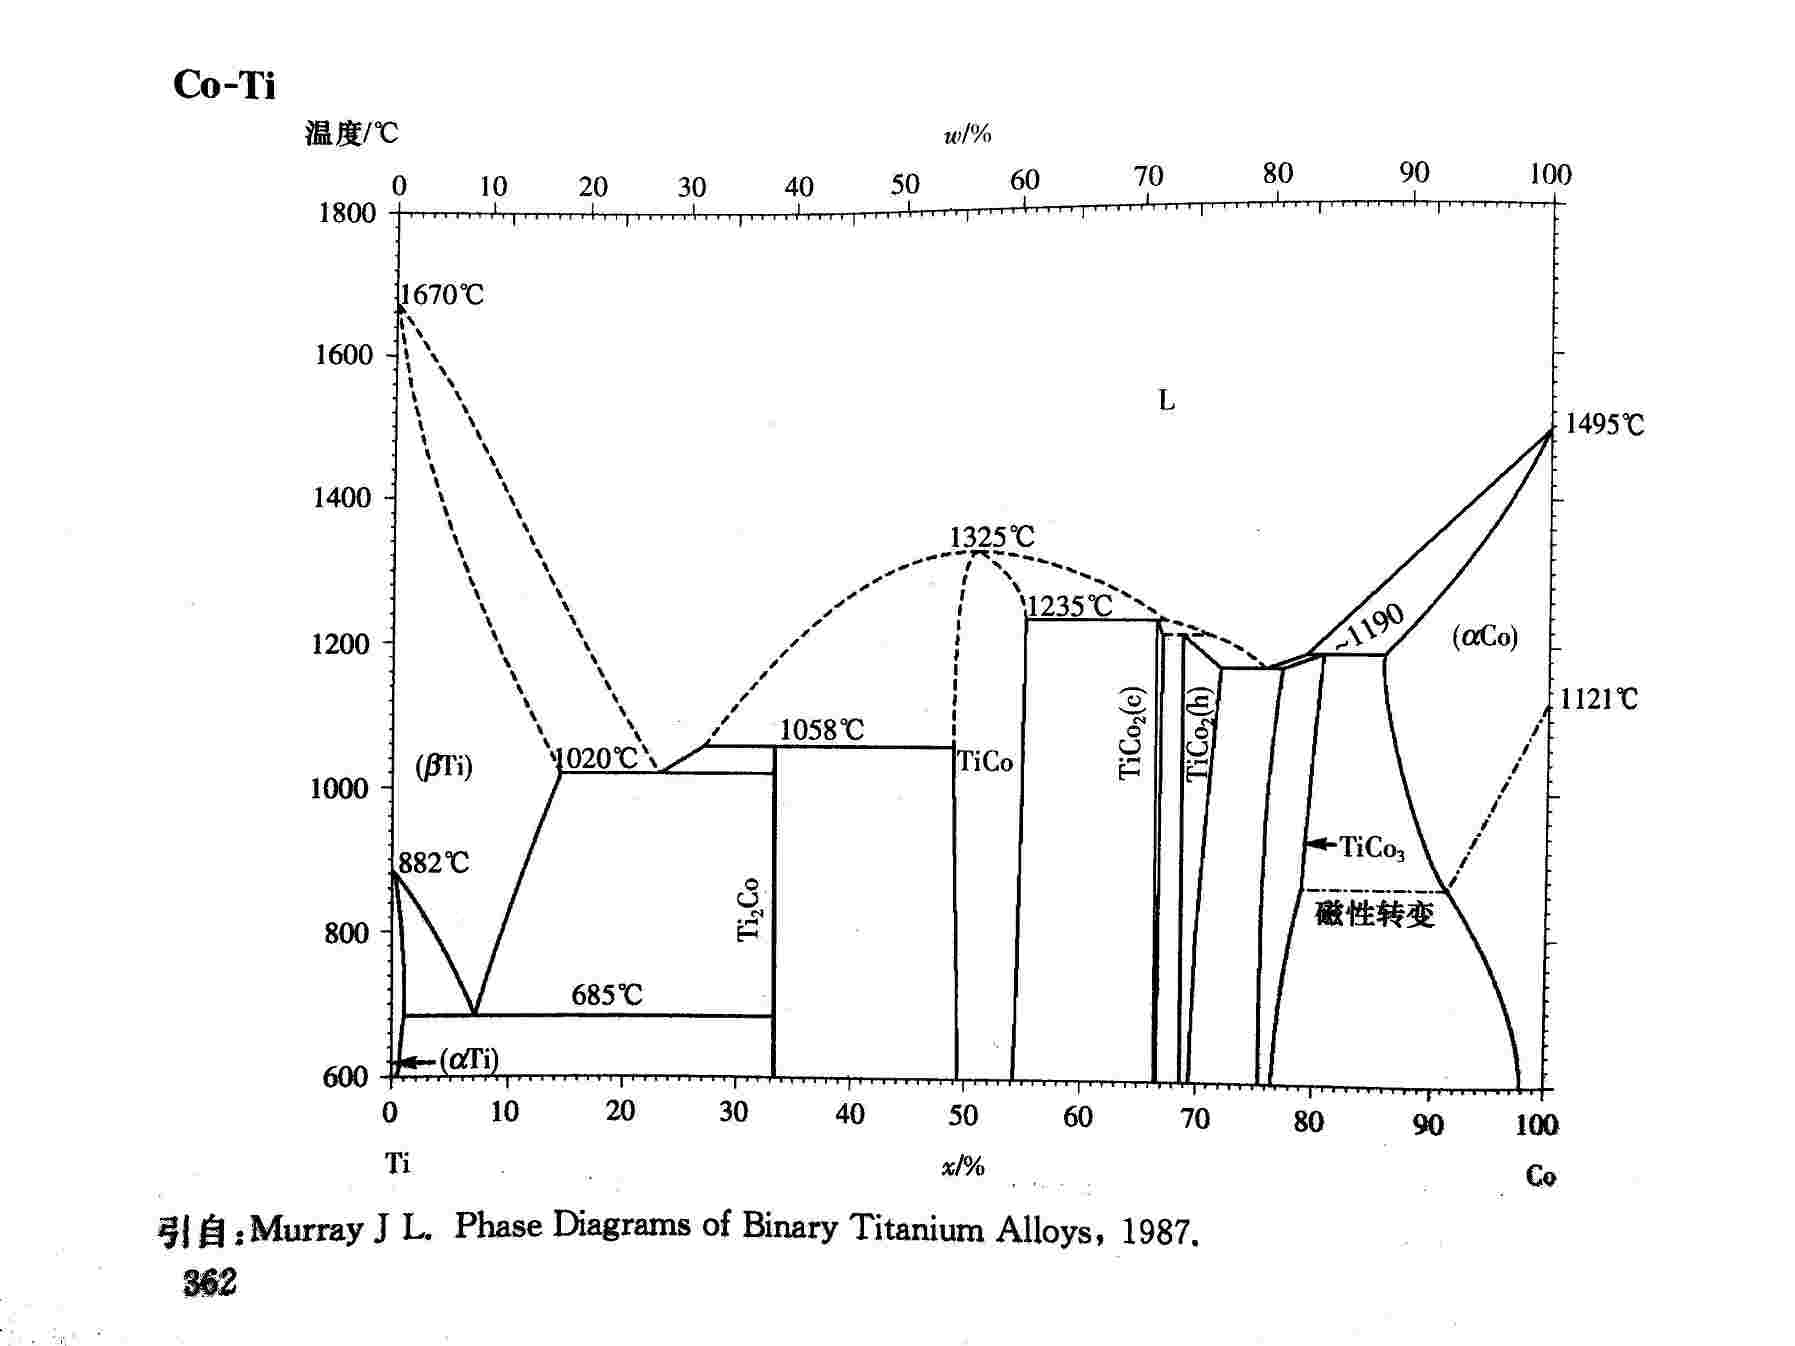 Co-Ti
温度/℃
w/%
0 10 20 30 40 50 60 70 80 90 100
1800
1670℃
1600
L
1495℃
1400
1325℃
1235℃
1200
~1190
(αCo)
1121℃
TiCo₂(c)
TiCo₂(h)
1058℃
1020℃
TiCo
(βTi)
1000
882℃
TiCo₃
Ti₂Co
磁性转变
800
685℃
(αTi)
600
0 10 20 30 40 50 60 70 80 90 100
Ti
x/%
Co
引自:Murray J L. Phase Diagrams of Binary Titanium Alloys, 1987.
362